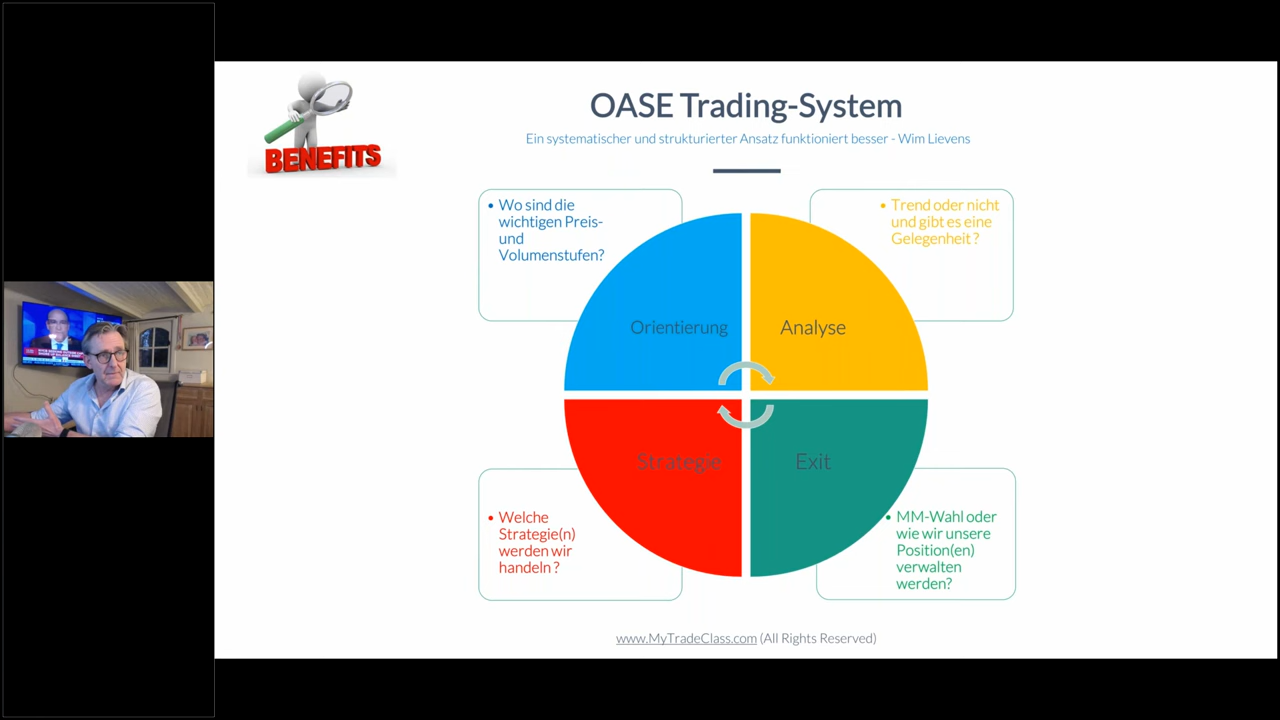 BENEFITS
OASE Trading-System
Ein systematischer und strukturierter Ansatz funktioniert besser - Wim Lievens
• Wo sind die
wichtigen Preis-
und
Volumenstufen?
• Trend oder nicht
und gibt es eine
Gelegenheit ?
Orientierung
Analyse
Strategie
Exit
• Welche
Strategie(n)
werden wir
handeln ?
• MM-Wahl oder
wie wir unsere
Position(en)
verwalten
werden?
www.MyTradeClass.com (All Rights Reserved)